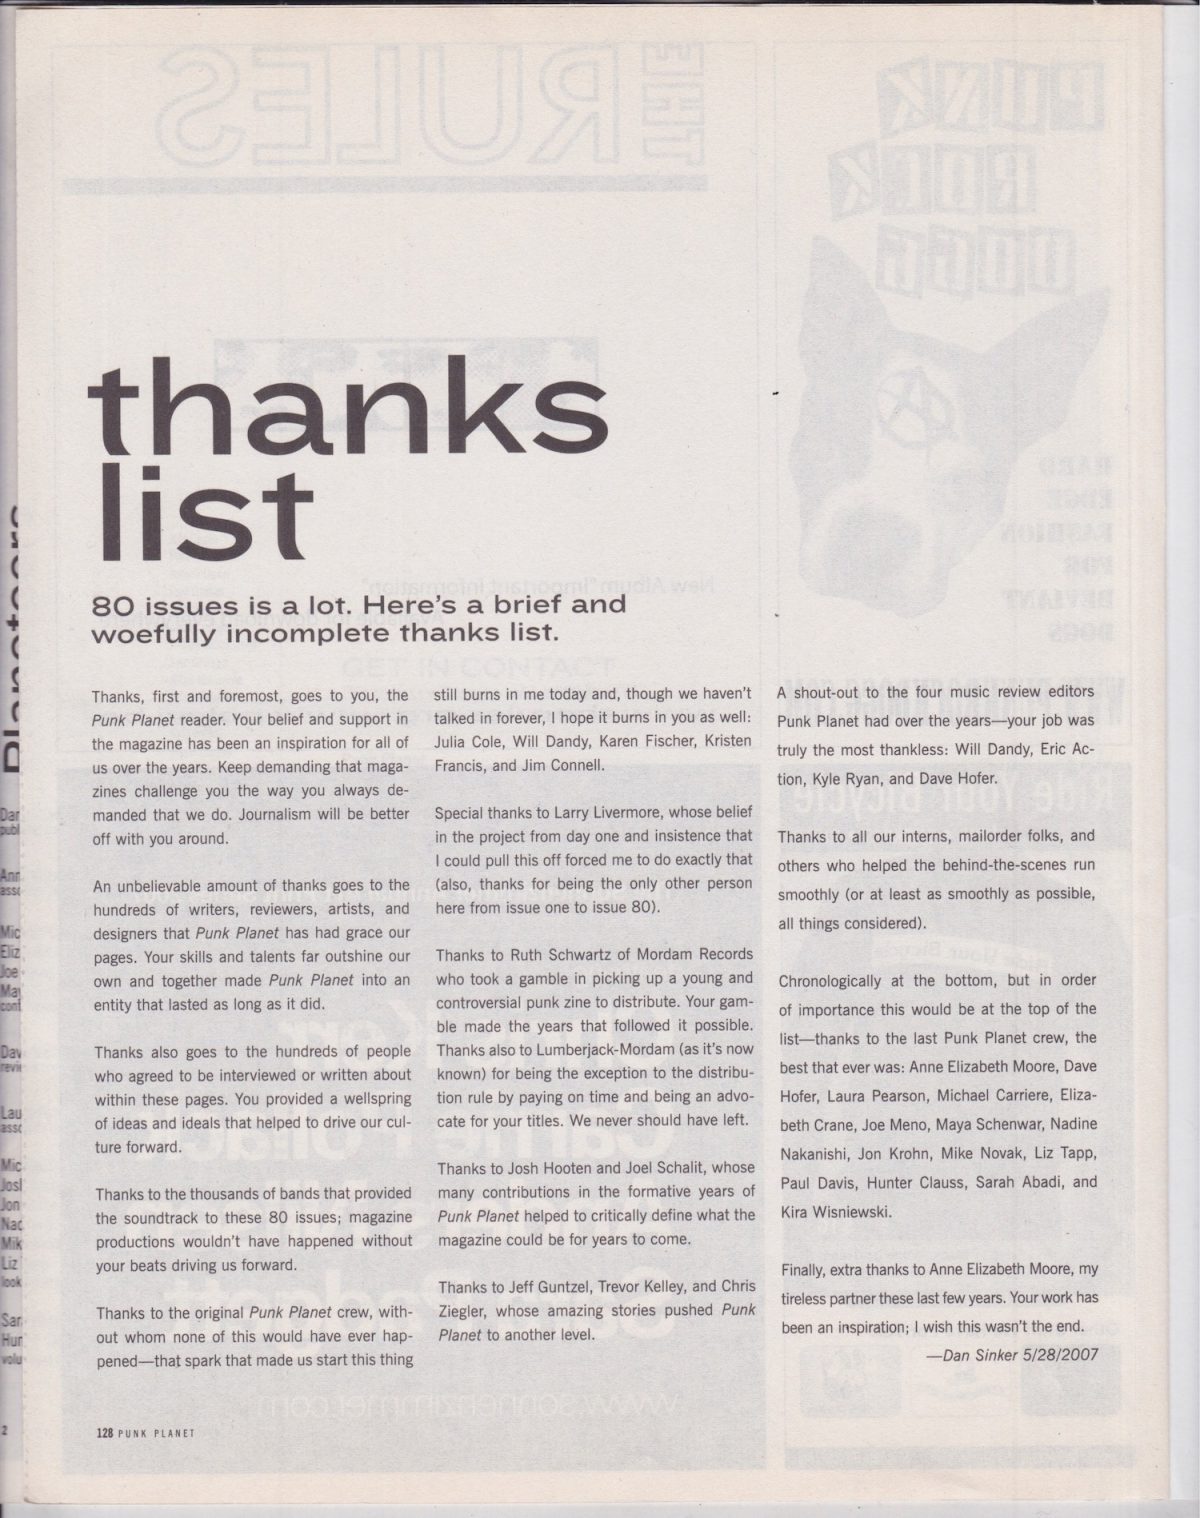 thanks
list
80 issues is a lot. Here's a brief and
woefully incomplete thanks list.
Thanks, first and foremost, goes to you, the
Punk Planet reader. Your belief and support in
the magazine has been an inspiration for all of
us over the years. Keep demanding that maga-
zines challenge you the way you always de-
manded that we do. Journalism will be better
off with you around.
An unbelievable amount of thanks goes to the
hundreds of writers, reviewers, artists, and
designers that Punk Planet has had grace our
pages. Your skills and talents far outshine our
own and together made Punk Planet into an
entity that lasted as long as it did.
Thanks also goes to the hundreds of people
who agreed to be interviewed or written about
within these pages. You provided a wellspring
of ideas and ideals that helped to drive our cul-
ture forward.
Thanks to the thousands of bands that provided
the soundtrack to these 80 issues; magazine
productions wouldn't have happened without
your beats driving us forward.
Thanks to the original Punk Planet crew, with-
out whom none of this would have ever hap-
pened—that spark that made us start this thing
still burns in me today and, though we haven't
talked in forever, I hope it burns in you as well:
Julia Cole, Will Dandy, Karen Fischer, Kristen
Francis, and Jim Connell.
Special thanks to Larry Livermore, whose belief
in the project from day one and insistence that
I could pull this off forced me to do exactly that
(also, thanks for being the only other person
here from issue one to issue 80).
Thanks to Ruth Schwartz of Mordam Records
who took a gamble in picking up a young and
controversial punk zine to distribute. Your gam-
ble made the years that followed it possible.
Thanks also to Lumberjack-Mordam (as it's now
known) for being the exception to the distribu-
tion rule by paying on time and being an advo-
cate for your titles. We never should have left.
Thanks to Josh Hooten and Joel Schalit, whose
many contributions in the formative years of
Punk Planet helped to critically define what the
magazine could be for years to come.
Thanks to Jeff Guntzel, Trevor Kelley, and Chris
Ziegler, whose amazing stories pushed Punk
Planet to another level.
A shout-out to the four music review editors
Punk Planet had over the years—your job was
truly the most thankless: Will Dandy, Eric Ac-
tion, Kyle Ryan, and Dave Hofer.
Thanks to all our interns, mailorder folks, and
others who helped the behind-the-scenes run
smoothly (or at least as smoothly as possible,
all things considered).
Chronologically at the bottom, but in order
of importance this would be at the top of the
list—thanks to the last Punk Planet crew, the
best that ever was: Anne Elizabeth Moore, Dave
Hofer, Laura Pearson, Michael Carriere, Eliza-
beth Crane, Joe Meno, Maya Schenwar, Nadine
Nakanishi, Jon Krohn, Mike Novak, Liz Tapp,
Paul Davis, Hunter Clauss, Sarah Abadi, and
Kira Wisniewski.
Finally, extra thanks to Anne Elizabeth Moore, my
tireless partner these last few years. Your work has
been an inspiration; I wish this wasn't the end.
—Dan Sinker 5/28/2007
128 PUNK PLANET